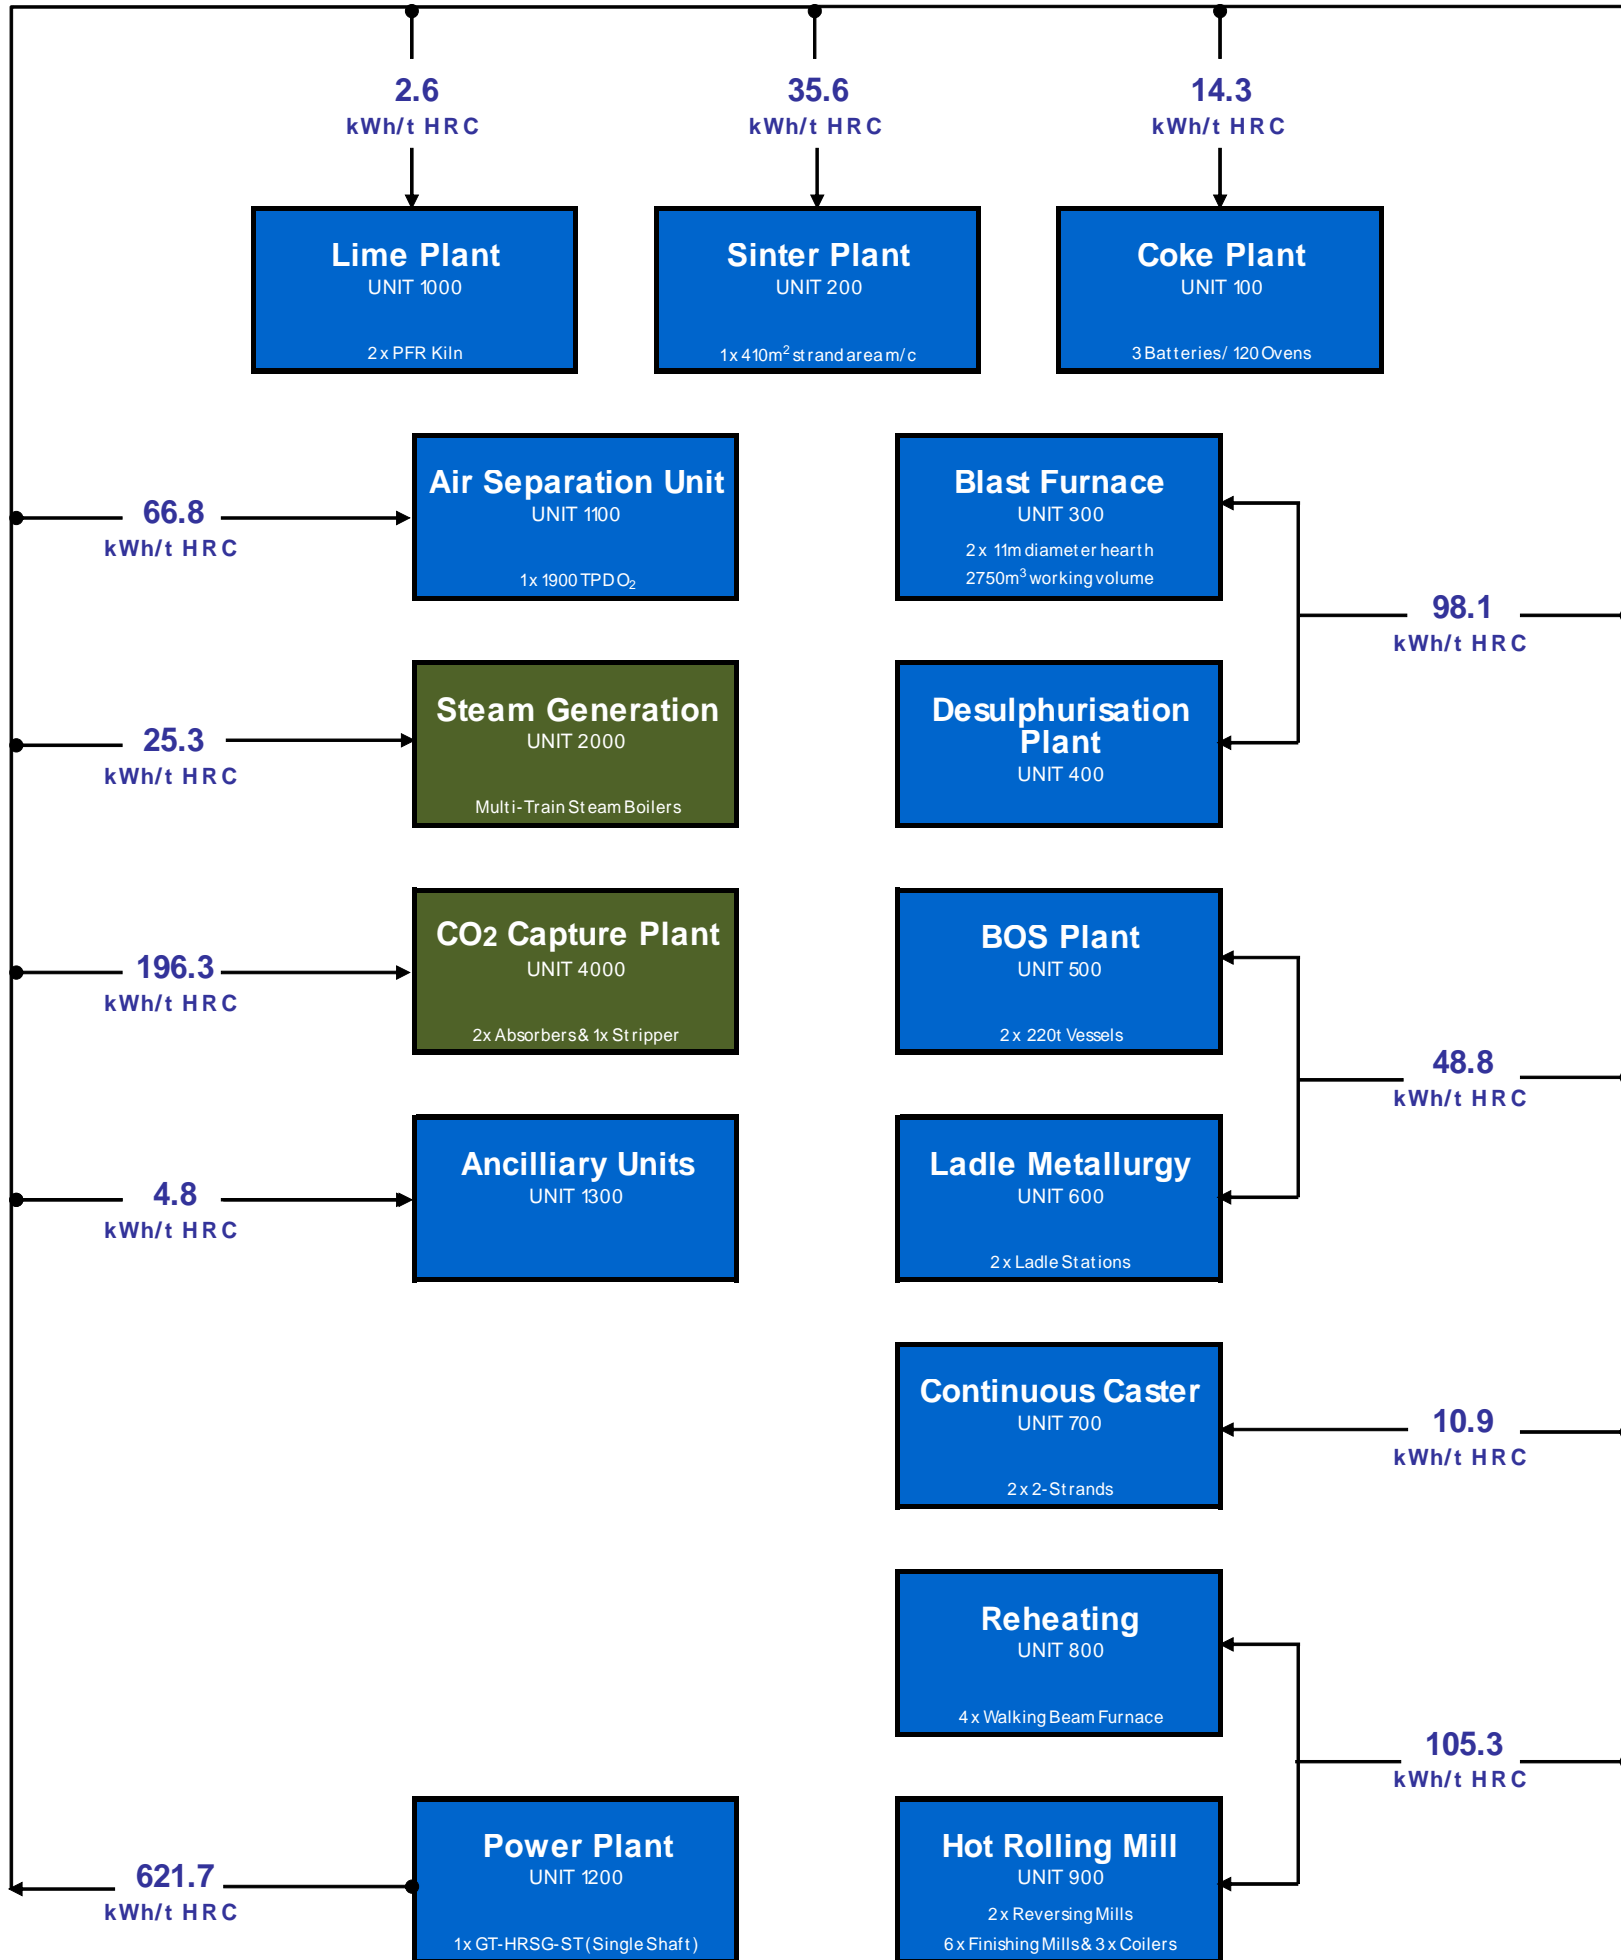 2.6
kWh/t HRC
35.6
kWh/t HRC
14.3
kWh/t HRC
Lime Plant
UNIT 1000
2 x PFR Kiln
Sinter Plant
UNIT 200
1 x 410m² strand area m/c
Coke Plant
UNIT 100
3 Batteries / 120 Ovens
66.8
kWh/t HRC
Air Separation Unit
UNIT 1100
1 x 1900 TPD O₂
Blast Furnace
UNIT 300
2 x 11m diameter hearth
2750m³ working volume
98.1
kWh/t HRC
25.3
kWh/t HRC
Steam Generation
UNIT 2000
Multi-Train Steam Boilers
Desulphurisation
Plant
UNIT 400
196.3
kWh/t HRC
CO2 Capture Plant
UNIT 4000
2x Absorbers & 1x Stripper
BOS Plant
UNIT 500
2 x 220t Vessels
48.8
kWh/t HRC
4.8
kWh/t HRC
Ancilliary Units
UNIT 1300
Ladle Metallurgy
UNIT 600
2 x Ladle Stations
Continuous Caster
UNIT 700
2 x 2-Strands
10.9
kWh/t HRC
Reheating
UNIT 800
4 x Walking Beam Furnace
105.3
kWh/t HRC
621.7
kWh/t HRC
Power Plant
UNIT 1200
1x GT-HRSG-ST (Single Shaft)
Hot Rolling Mill
UNIT 900
2 x Reversing Mills
6 x Finishing Mills & 3 x Coilers